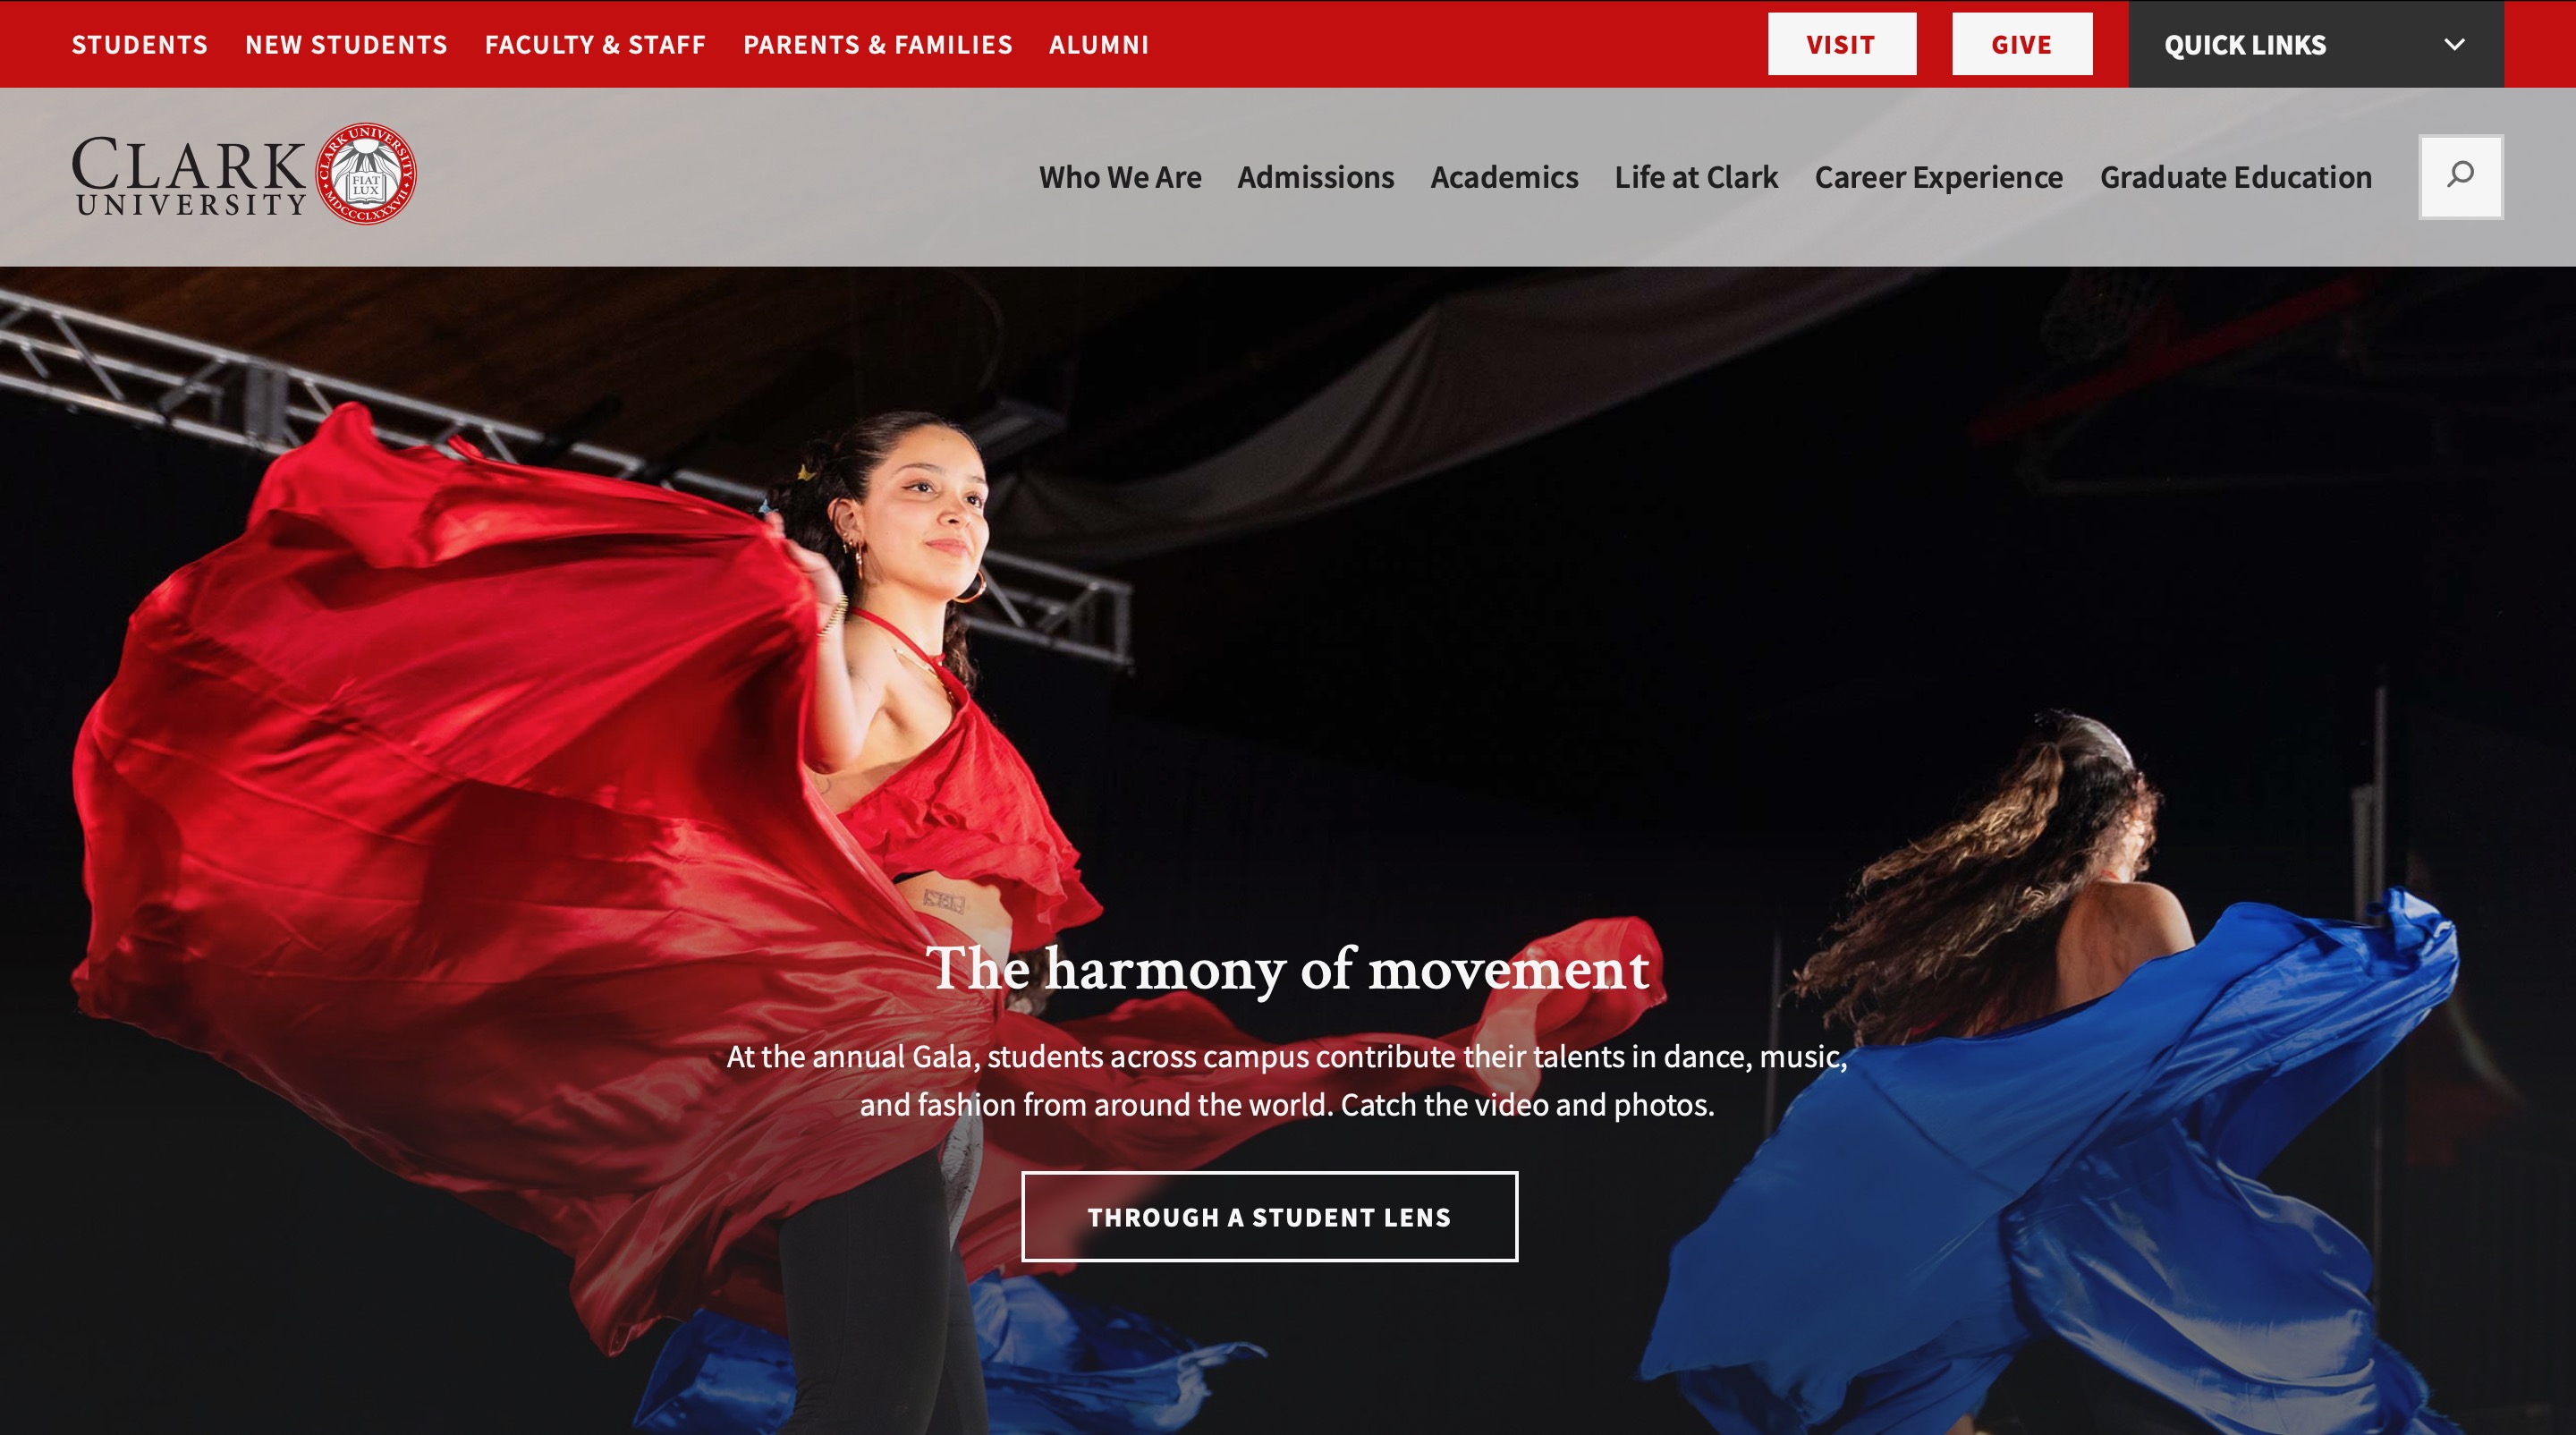 STUDENTS NEW STUDENTS FACULTY & STAFF PARENTS & FAMILIES ALUMNI VISIT GIVE QUICK LINKS
CLARK
UNIVERSITY
CLARK UNIVERSITY
FIAT
LUX
MDCCCLXXXVII
Who We Are Admissions Academics Life at Clark Career Experience Graduate Education
The harmony of movement
At the annual Gala, students across campus contribute their talents in dance, music,
and fashion from around the world. Catch the video and photos.
THROUGH A STUDENT LENS